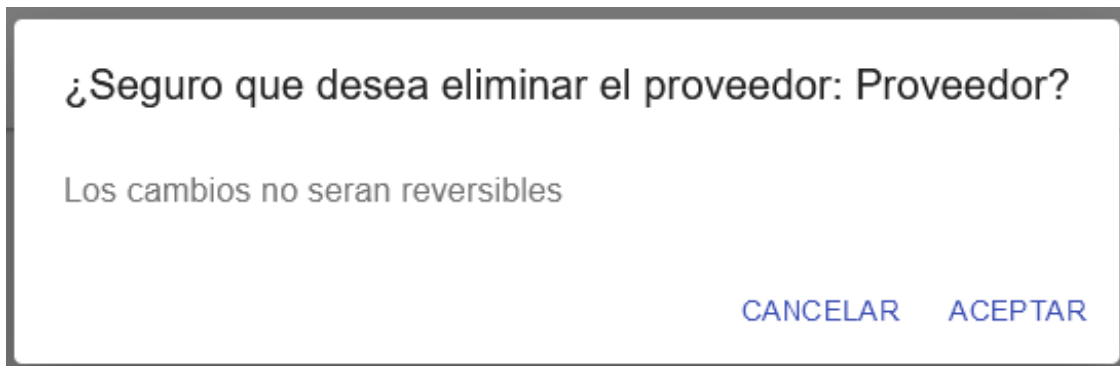 ¿Seguro que desea eliminar el proveedor: Proveedor?
Los cambios no seran reversibles
CANCELAR ACEPTAR